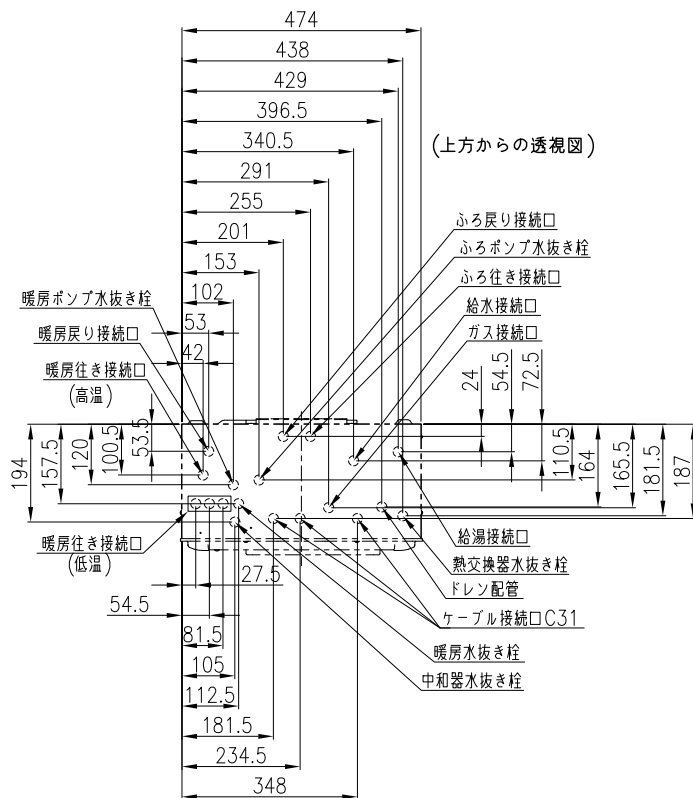 474
438
429
396.5
340.5
(上方からの透視図)
291
255
201
153
102
53
42
ふろ戻り接続口
ふろポンプ水抜き栓
ふろ往き接続口
給水接続口
ガス接続口
暖房ポンプ水抜き栓
暖房戻り接続口
暖房往き接続口
(高温)
24
54.5
72.5
194
157.5
120
100.5
53.5
110.5
164
165.5
181.5
187
暖房往き接続口
(低温)
給湯接続口
熱交換器水抜き栓
ドレン配管
ケーブル接続口C31
暖房水抜き栓
中和器水抜き栓
27.5
54.5
81.5
105
112.5
181.5
234.5
348